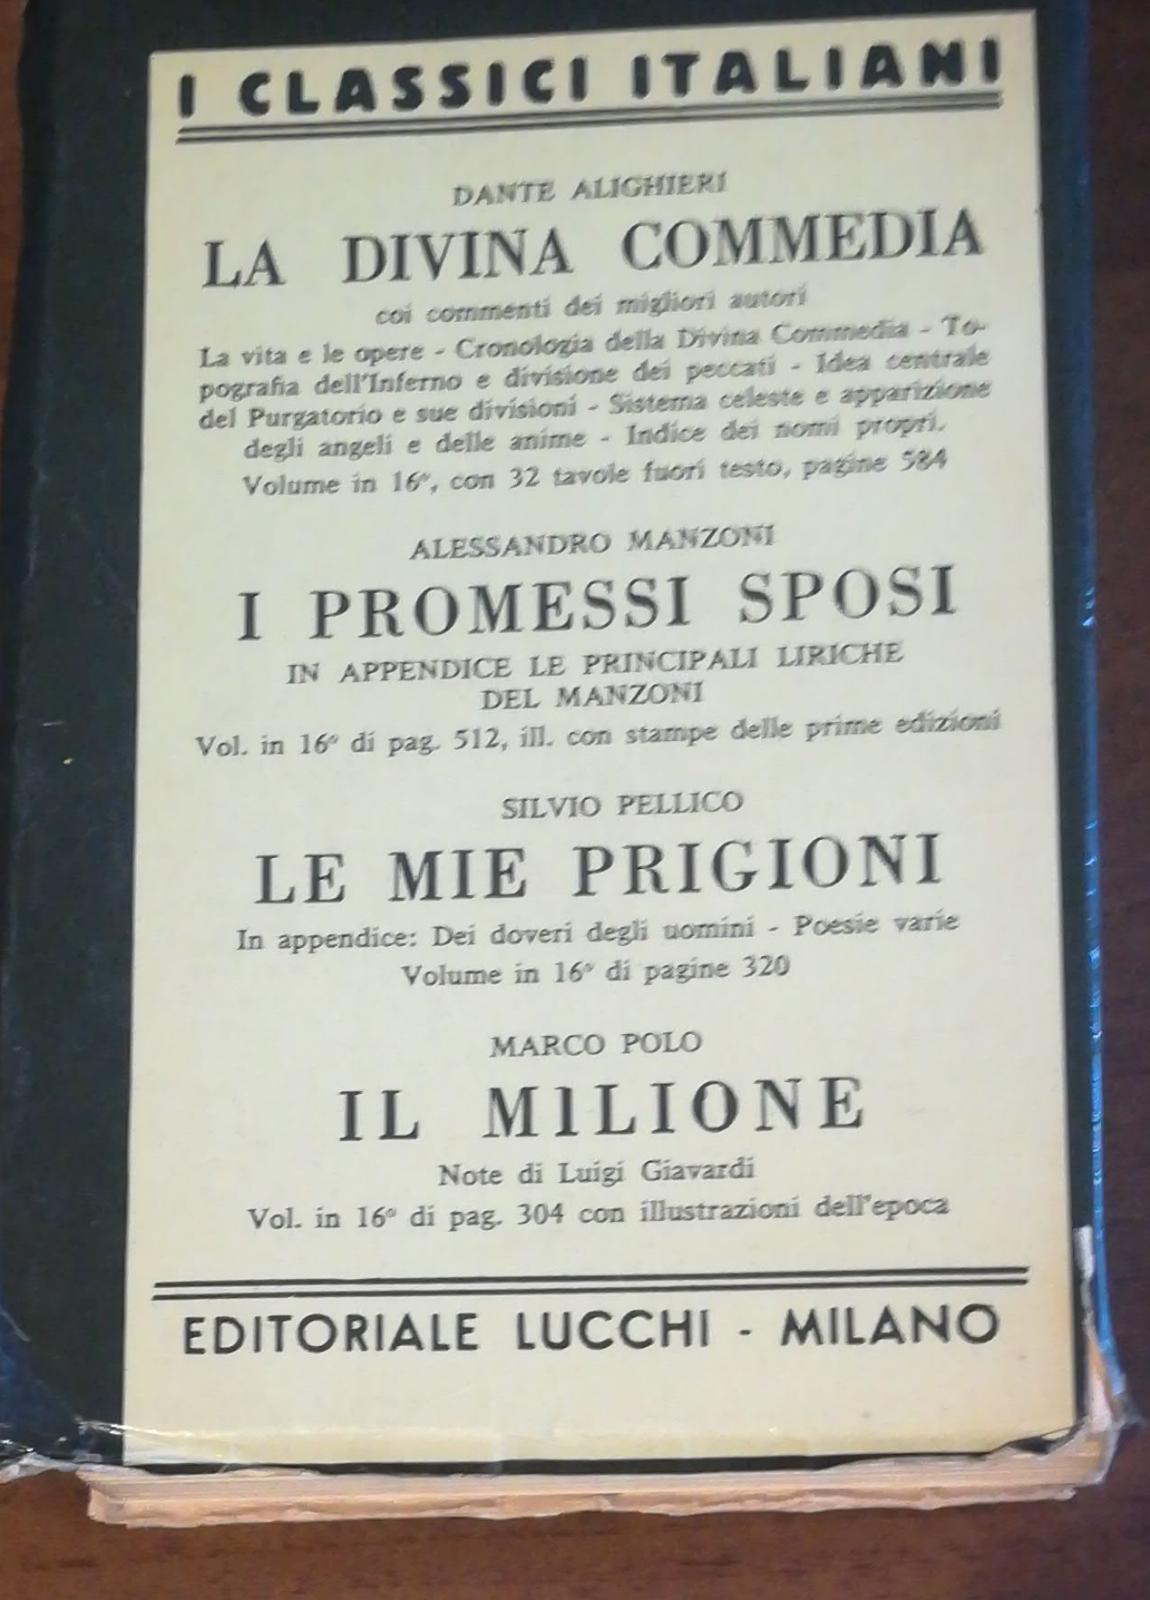 I CLASSICI ITALIANI
DANTE ALIGHIERI
LA DIVINA COMMEDIA
coi commenti dei migliori autori
La vita e le opere - Cronologia della Divina Commedia - To-
pografia dell'Inferno e divisione dei peccati - Idea centrale
del Purgatorio e sue divisioni - Sistema celeste e apparizione
degli angeli e delle anime - Indice dei nomi propri.
Volume in 16°, con 32 tavole fuori testo, pagine 584
ALESSANDRO MANZONI
I PROMESSI SPOSI
IN APPENDICE LE PRINCIPALI LIRICHE
DEL MANZONI
Vol. in 16° di pag. 512, ill. con stampe delle prime edizioni
SILVIO PELLICO
LE MIE PRIGIONI
In appendice: Dei doveri degli uomini - Poesie varie
Volume in 16° di pagine 320
MARCO POLO
IL MILIONE
Note di Luigi Giavardi
Vol. in 16° di pag. 304 con illustrazioni dell'epoca
EDITORIALE LUCCHI - MILANO